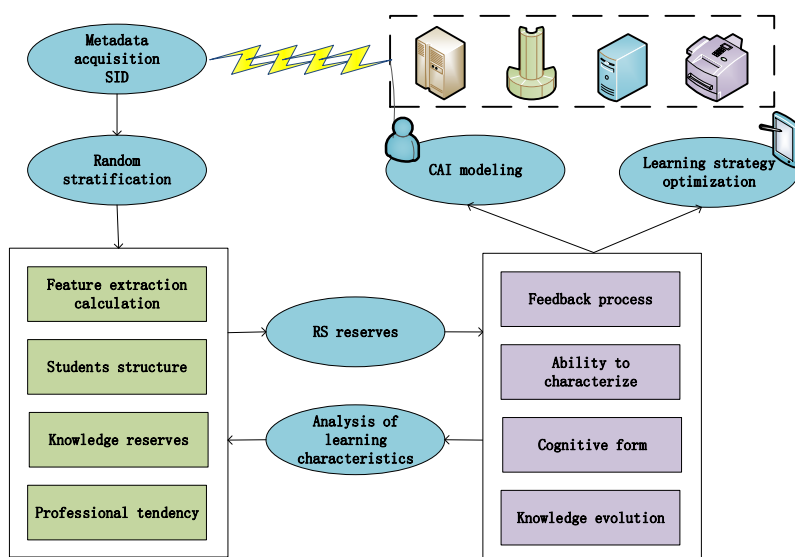 Metadata
acquisition
SID
Random
stratification
CAI modeling
Learning strategy
optimization
Feature extraction
calculation
Students structure
Knowledge reserves
Professional tendency
RS reserves
Analysis of
learning
characteristics
Feedback process
Ability to
characterize
Cognitive form
Knowledge evolution